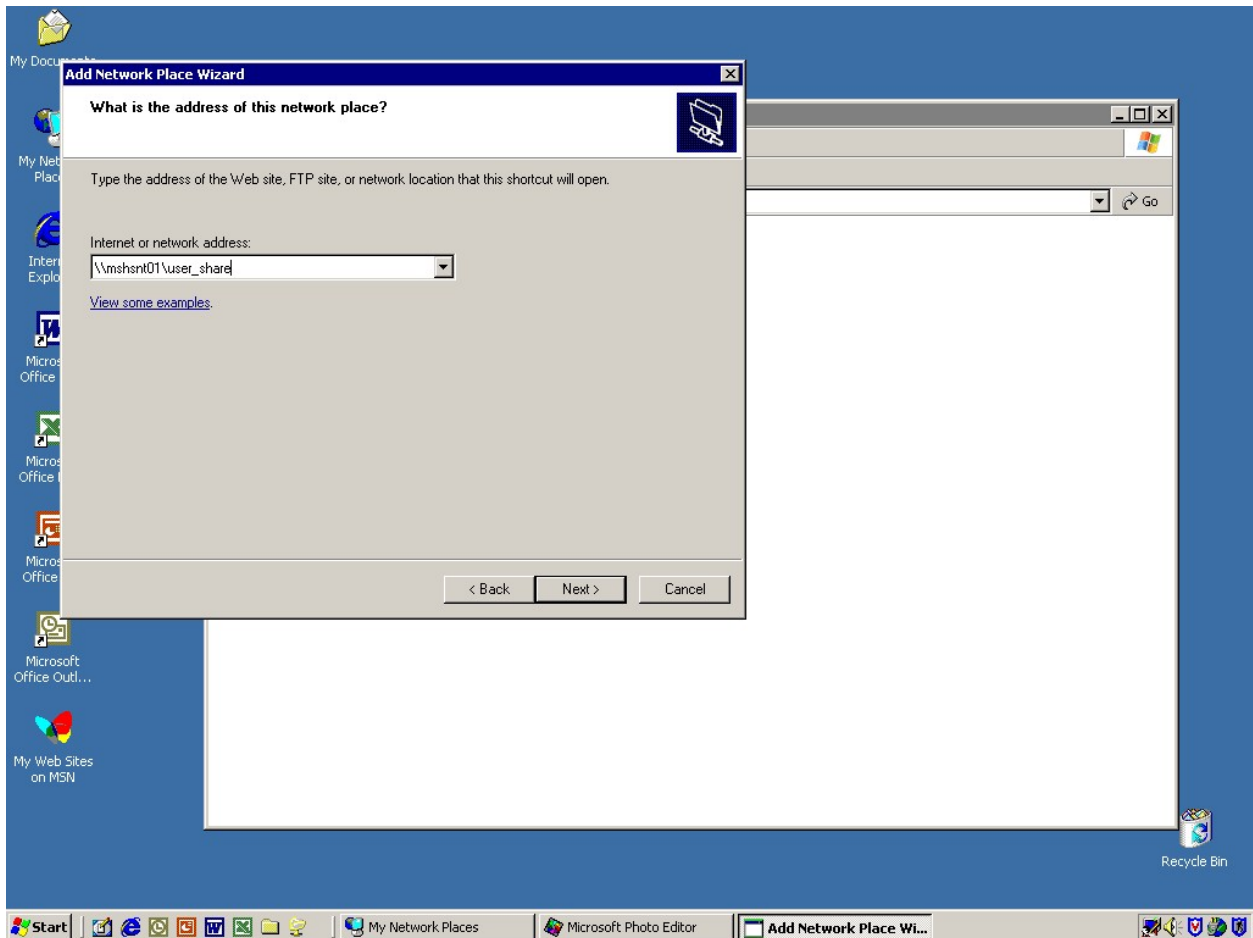 My Docu
Add Network Place Wizard
What is the address of this network place?
Type the address of the Web site, FTP site, or network location that this shortcut will open.
Internet or network address:
\\mshsnt01\user_share
View some examples.
< Back
Next >
Cancel
Go
My Net
Plac
Inter
Explo
Micros
Office
Micros
Office
Micros
Office
Microsoft
Office Outl...
My Web Sites
on MSN
Recycle Bin
Start
My Network Places
Microsoft Photo Editor
Add Network Place Wi...